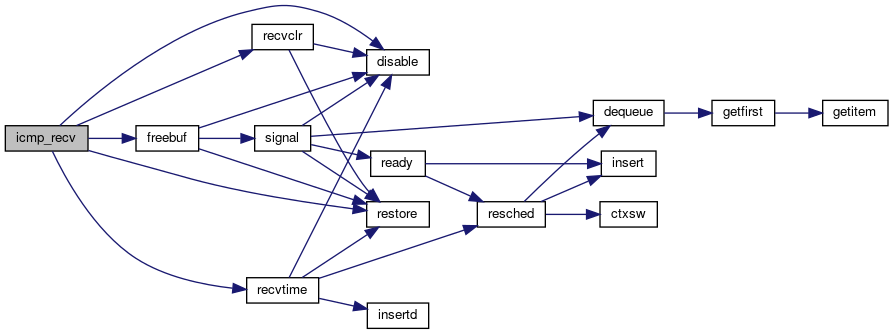 icmp_recv
recvclr
disable
freebuf
signal
dequeue
getfirst
getitem
ready
insert
resched
ctxsw
restore
recvtime
insertd